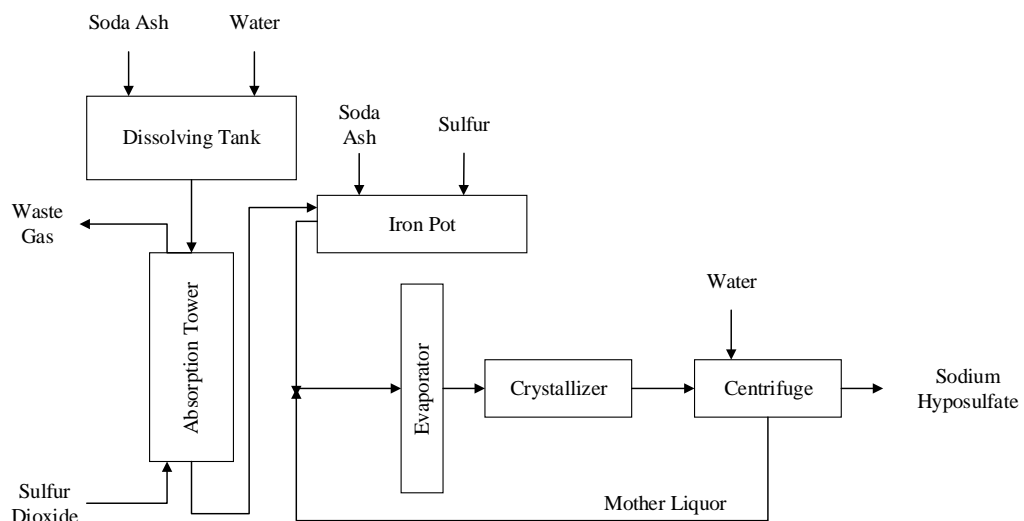 Soda Ash
Water
Dissolving Tank
Soda
Ash
Sulfur
Waste
Gas
Iron Pot
Absorption Tower
Water
Evaporator
Crystallizer
Centrifuge
Sodium
Hyposulfate
Sulfur
Dioxide
Mother Liquor